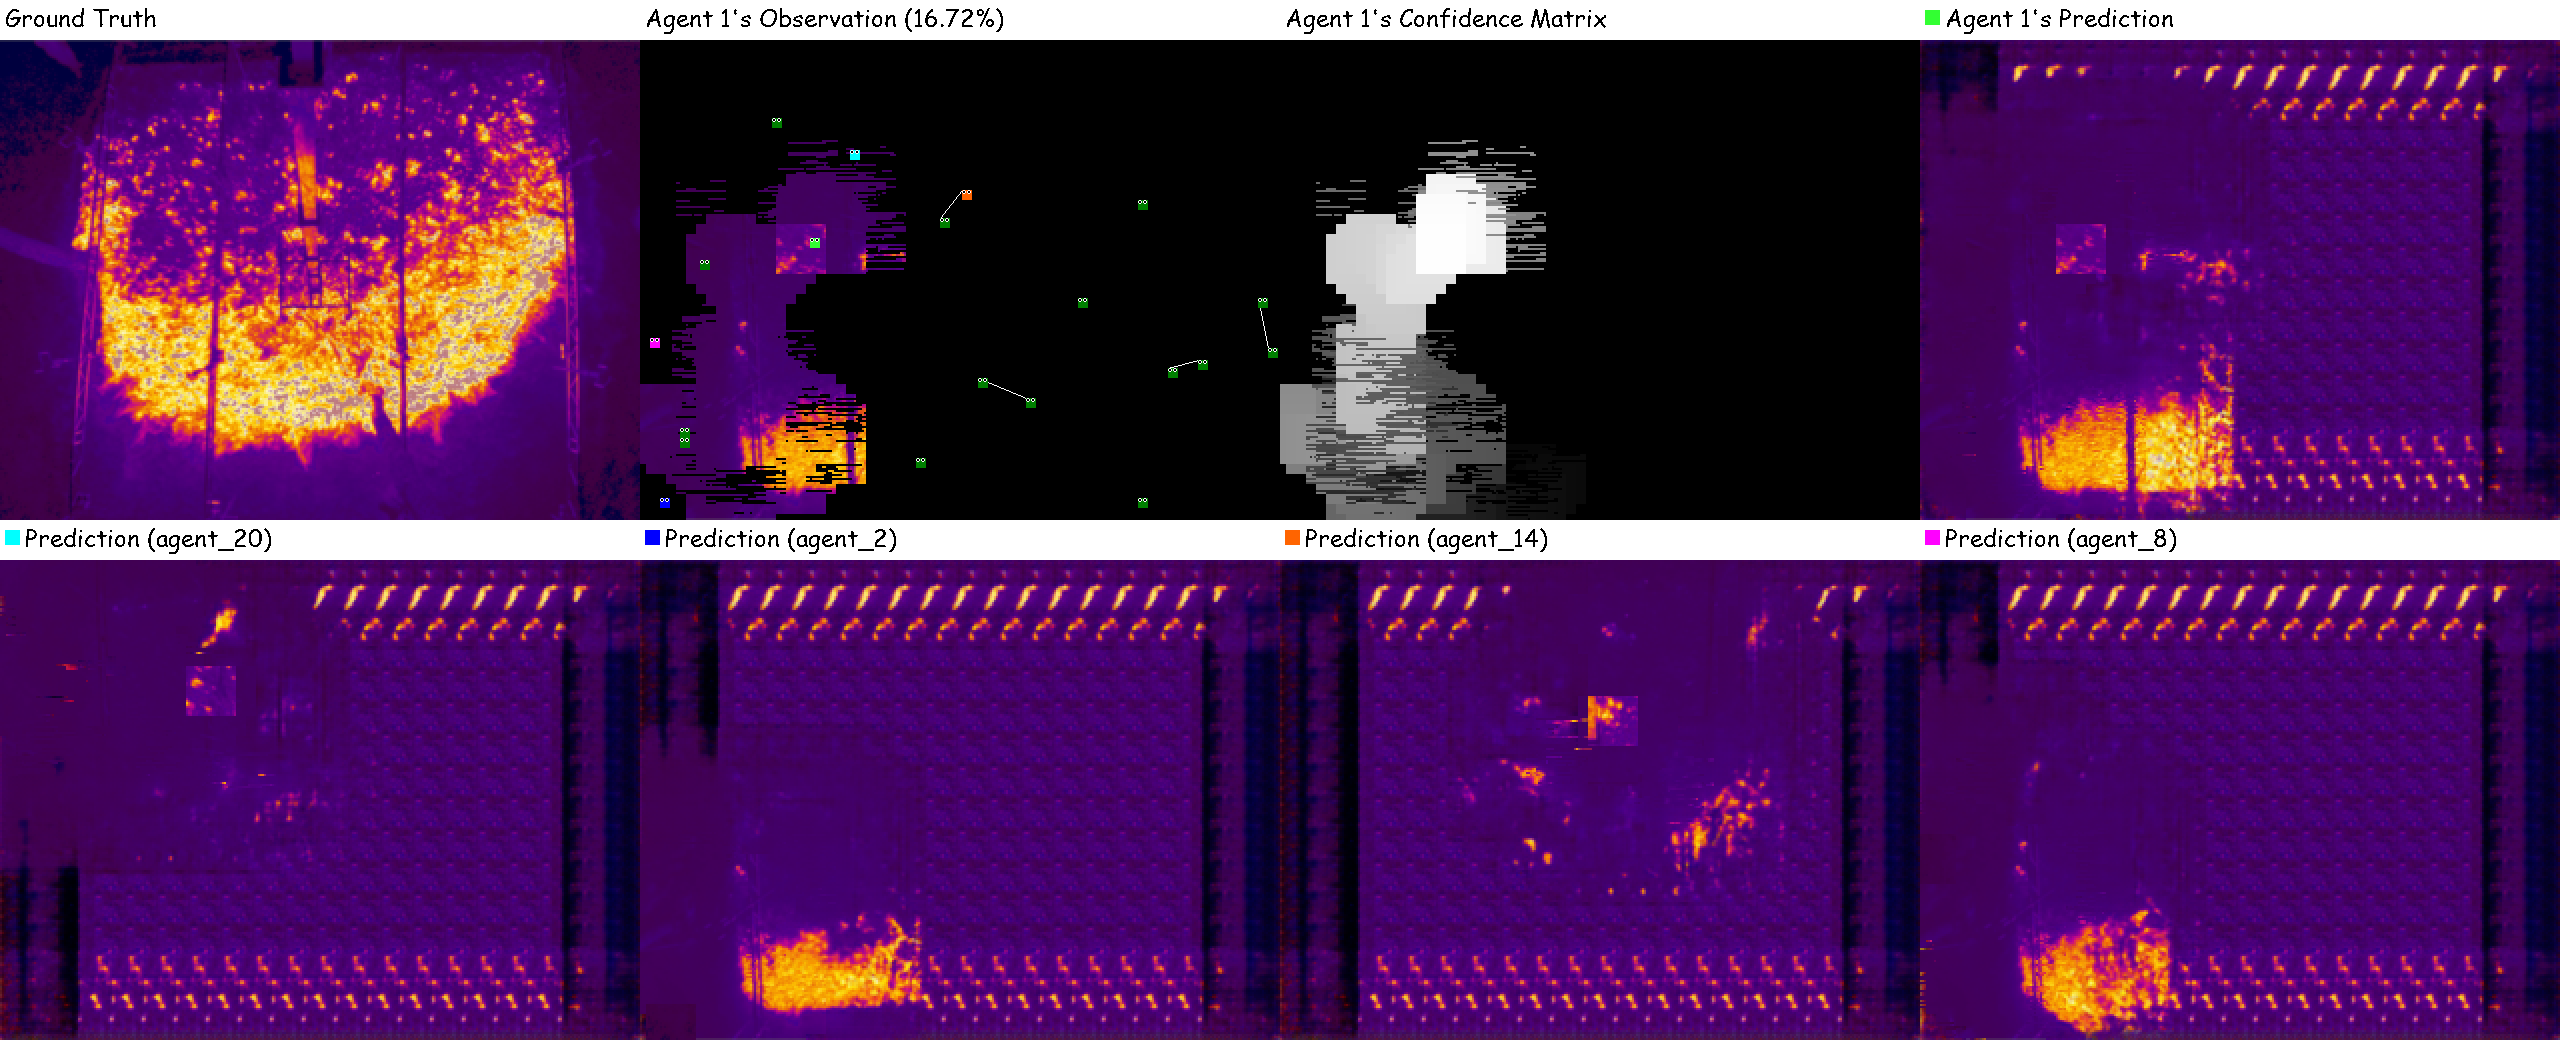 Ground Truth
Agent 1's Observation (16.72%)
Agent 1's Confidence Matrix
Agent 1's Prediction
Prediction (agent_20)
Prediction (agent_2)
Prediction (agent_14)
Prediction (agent_8)